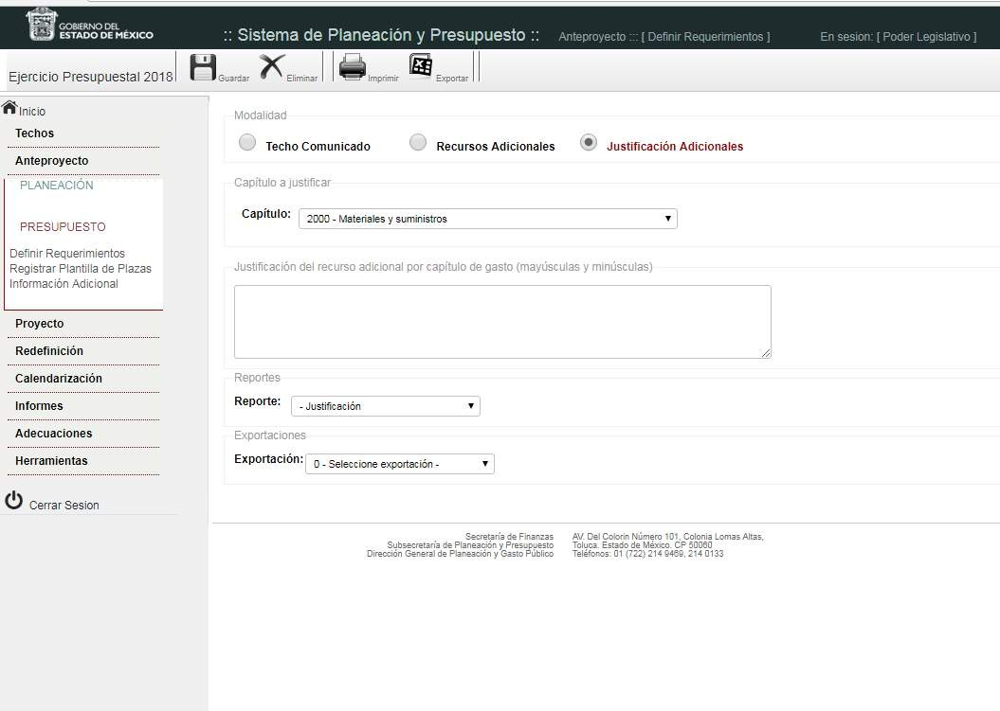 GOBIERNO DEL
ESTADO DE MÉXICO
:: Sistema de Planeación y Presupuesto ::
Anteproyecto ::: [ Definir Requerimientos ]
En sesion: [ Poder Legislativo ]
Ejercicio Presupuestal 2018
Guardar
Eliminar
Imprimir
Exportar
Inicio
Techos
Anteproyecto
PLANEACIÓN
PRESUPUESTO
Definir Requerimientos
Registrar Plantilla de Plazas
Información Adicional
Proyecto
Redefinición
Calendarización
Informes
Adecuaciones
Herramientas
Cerrar Sesion
Modalidad
Techo Comunicado
Recursos Adicionales
Justificación Adicionales
Capítulo a justificar
Capítulo: 2000 - Materiales y suministros
Justificación del recurso adicional por capítulo de gasto (mayúsculas y minúsculas)
Reportes
Reporte: - Justificación
Exportaciones
Exportación: 0 - Seleccione exportación -
Secretaría de Finanzas
Subsecretaría de Planeación y Presupuesto
Dirección General de Planeación y Gasto Público
AV. Del Colorín Número 101, Colonia Lomas Altas,
Toluca. Estado de México. CP 50060
Teléfonos: 01 (722) 214 9469, 214 0133